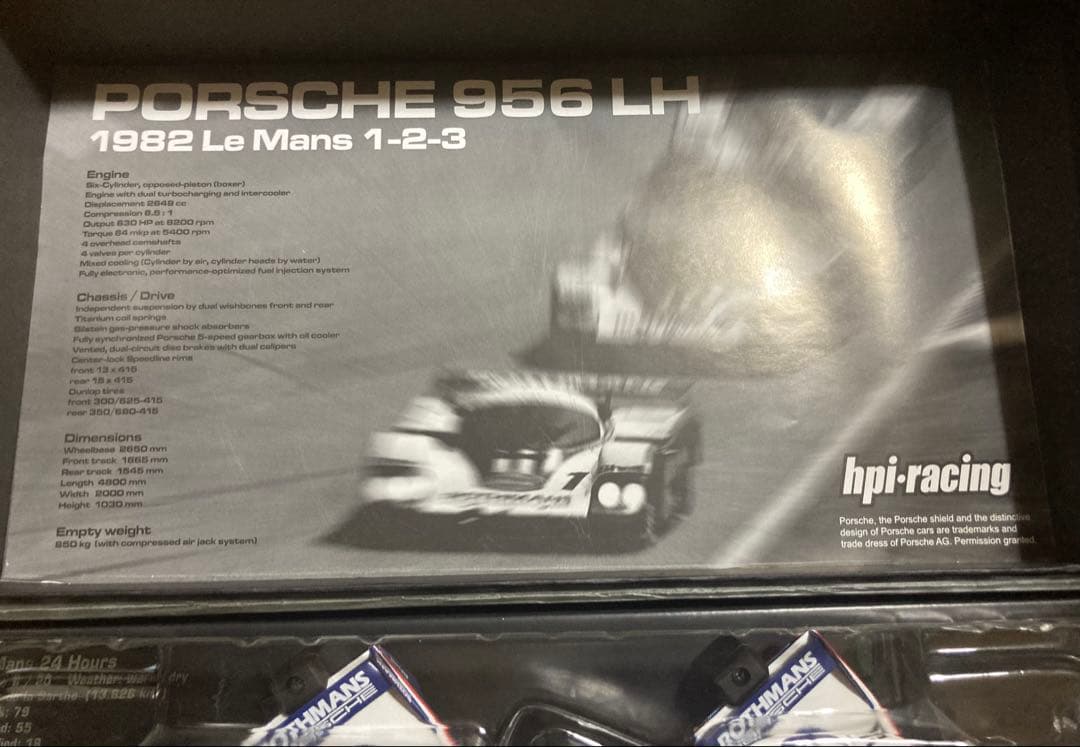 PORSCHE 956 LH
1982 Le Mans 1-2-3
Engine
Six-Cylinder, opposed-piston (boxer)
Engine with dual turbocharging and intercooler
Displacement 2649 cc
Compression 8.5 : 1
Output 630 HP at 8200 rpm
Torque 64 mkp at 5400 rpm
4 overhead camshafts
4 valves per cylinder
Mixed cooling (Cylinder by air, cylinder heads by water)
Fully electronic, performance-optimized fuel injection system
Chassis / Drive
Independent suspension by dual wishbones front and rear
Titanium coil springs
Bilstein gas-pressure shock absorbers
Fully synchronized Porsche 5-speed gearbox with oil cooler
Vented, dual-circuit disc brakes with dual calipers
Center-lock Speedline rims
front 13 x 415
rear 15 x 415
Dunlop tires
front 300/625-415
rear 350/680-415
Dimensions
Wheelbase 2650 mm
Front track 1665 mm
Rear track 1545 mm
Length 4800 mm
Width 2000 mm
Height 1030 mm
Empty weight
850 kg (with compressed air jack system)
1
hpi·racing
Porsche, the Porsche shield and the distinctive
design of Porsche cars are trademarks and
trade dress of Porsche AG. Permission granted.
24 Hours
Weather: dry
Sarthe (13.626
: 79
d: 55
ROTHMANS
PORSCHE
ROTHMANS
PORSCHE